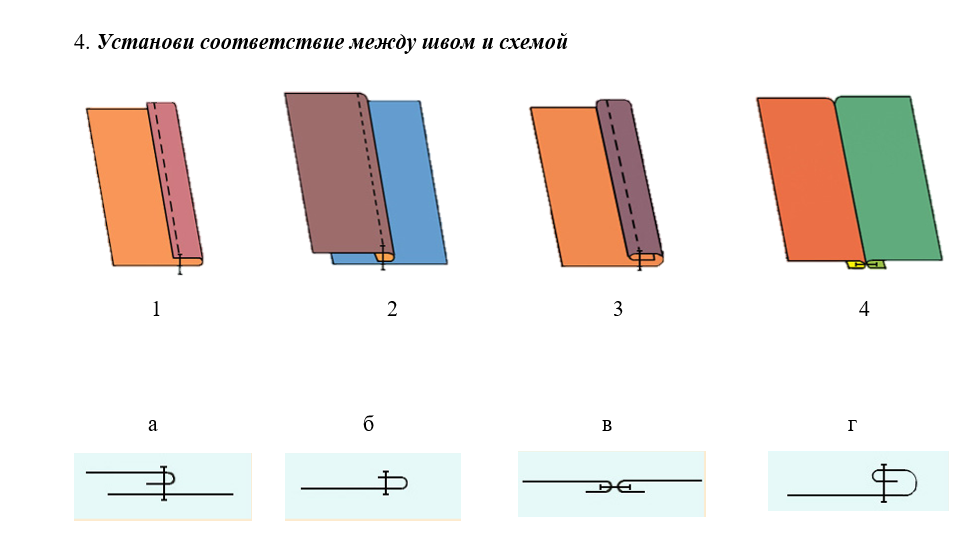 4. Установи соответствие между швом и схемой
1 2 3 4
а б в г